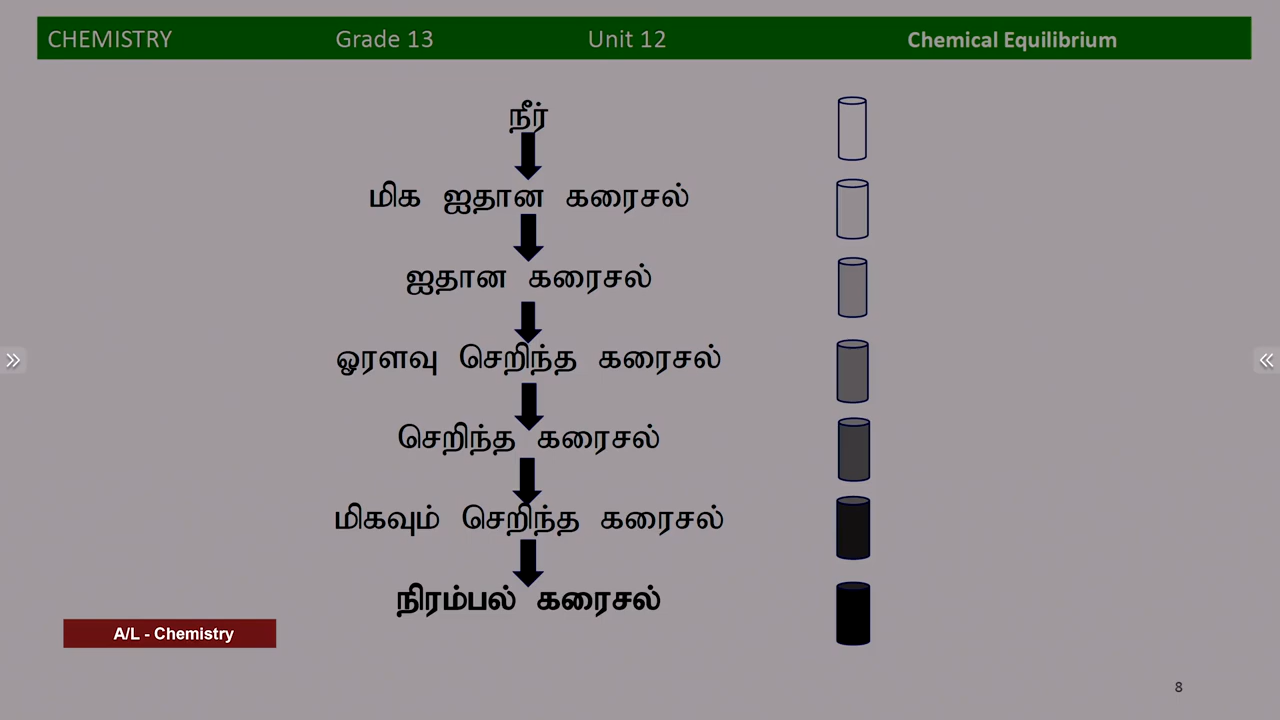 CHEMISTRY Grade 13 Unit 12 Chemical Equilibrium
நீர்
மிக ஐதான கரைசல்
ஐதான கரைசல்
ஓரளவு செறிந்த கரைசல்
செறிந்த கரைசல்
மிகவும் செறிந்த கரைசல்
நிரம்பல் கரைசல்
A/L - Chemistry
8